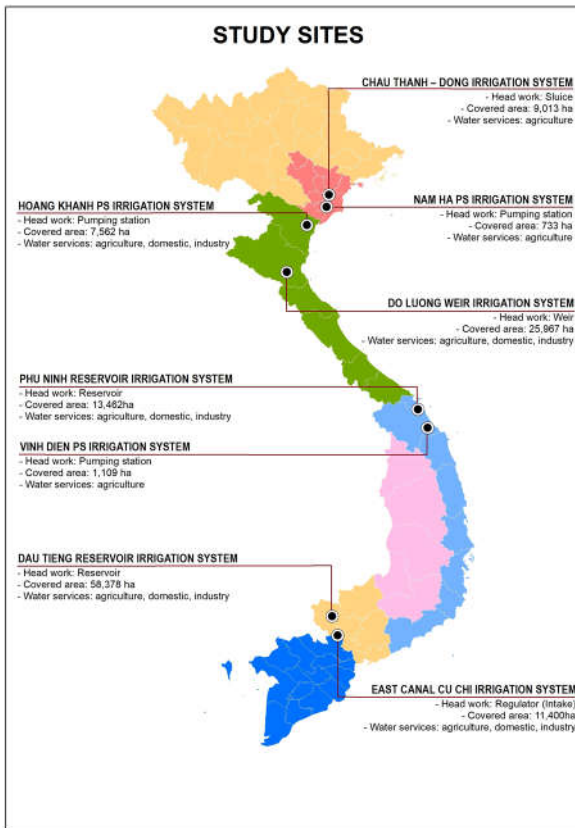 STUDY SITES
CHAU THANH – DONG IRRIGATION SYSTEM
- Head work: Sluice
- Covered area: 9,013 ha
- Water services: agriculture
HOANG KHANH PS IRRIGATION SYSTEM
- Head work: Pumping station
- Covered area: 7,562 ha
- Water services: agriculture, domestic, industry
NAM HA PS IRRIGATION SYSTEM
- Head work: Pumping station
- Covered area: 733 ha
- Water services: agriculture
DO LUONG WEIR IRRIGATION SYSTEM
- Head work: Weir
- Covered area: 25,967 ha
- Water services: agriculture, domestic, industry
PHU NINH RESERVOIR IRRIGATION SYSTEM
- Head work: Reservoir
- Covered area: 13,462ha
- Water services: agriculture, domestic, industry
VINH DIEN PS IRRIGATION SYSTEM
- Head work: Pumping station
- Covered area: 1,109 ha
- Water services: agriculture
DAU TIENG RESERVOIR IRRIGATION SYSTEM
- Head work: Reservoir
- Covered area: 58,378 ha
- Water services: agriculture, domestic, industry
EAST CANAL CU CHI IRRIGATION SYSTEM
- Head work: Regulator (Intake)
- Covered area: 11,400ha
- Water services: agriculture, domestic, industry